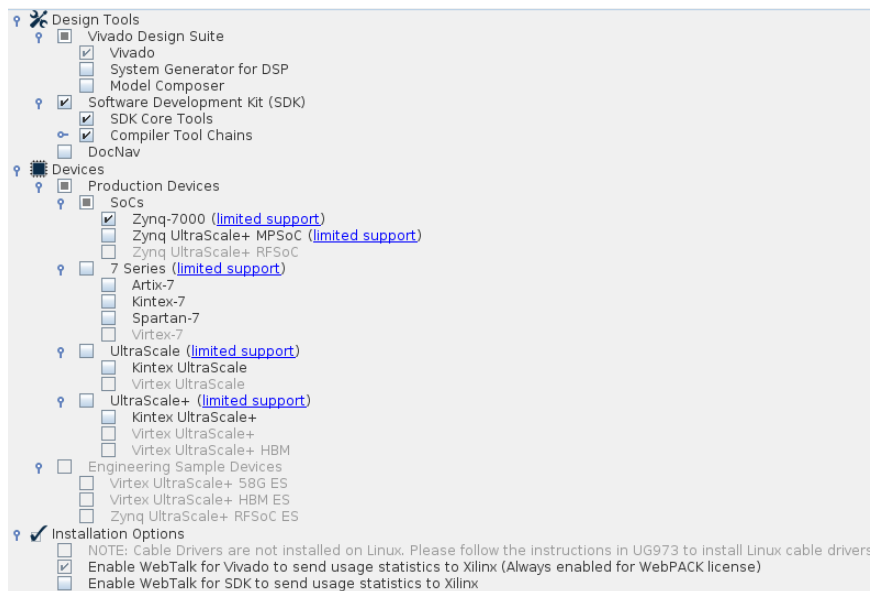 Design Tools
Vivado Design Suite
Vivado
System Generator for DSP
Model Composer
Software Development Kit (SDK)
SDK Core Tools
Compiler Tool Chains
DocNav
Devices
Production Devices
SoCs
Zynq-7000 (limited support)
Zynq UltraScale+ MPSoC (limited support)
Zynq UltraScale+ RFSoC
7 Series (limited support)
Artix-7
Kintex-7
Spartan-7
Virtex-7
UltraScale (limited support)
Kintex UltraScale
Virtex UltraScale
UltraScale+ (limited support)
Kintex UltraScale+
Virtex UltraScale+
Virtex UltraScale+ HBM
Engineering Sample Devices
Virtex UltraScale+ 58G ES
Virtex UltraScale+ HBM ES
Zynq UltraScale+ RFSoC ES
Installation Options
NOTE: Cable Drivers are not installed on Linux. Please follow the instructions in UG973 to install Linux cable drivers
Enable WebTalk for Vivado to send usage statistics to Xilinx (Always enabled for WebPACK license)
Enable WebTalk for SDK to send usage statistics to Xilinx